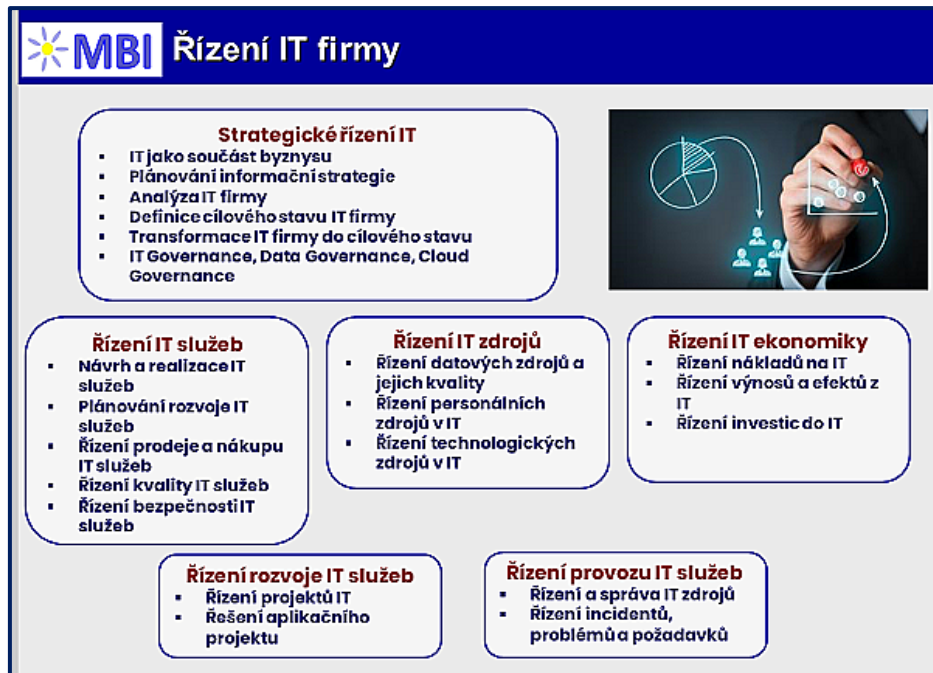 MBI Řízení IT firmy
Strategické řízení IT
▪ IT jako součást byznysu
▪ Plánování informační strategie
▪ Analýza IT firmy
▪ Definice cílového stavu IT firmy
▪ Transformace IT firmy do cílového stavu
▪ IT Governance, Data Governance, Cloud
Governance
Řízení IT služeb
▪ Návrh a realizace IT
služeb
▪ Plánování rozvoje IT
služeb
▪ Řízení prodeje a nákupu
IT služeb
▪ Řízení kvality IT služeb
▪ Řízení bezpečnosti IT
služeb
Řízení IT zdrojů
▪ Řízení datových zdrojů a
jejich kvality
▪ Řízení personálních
zdrojů v IT
▪ Řízení technologických
zdrojů v IT
Řízení IT ekonomiky
▪ Řízení nákladů na IT
▪ Řízení výnosů a efektů z
IT
▪ Řízení investic do IT
Řízení rozvoje IT služeb
▪ Řízení projektů IT
▪ Řešení aplikačního
projektu
Řízení provozu IT služeb
▪ Řízení a správa IT zdrojů
▪ Řízení incidentů,
problémů a požadavků